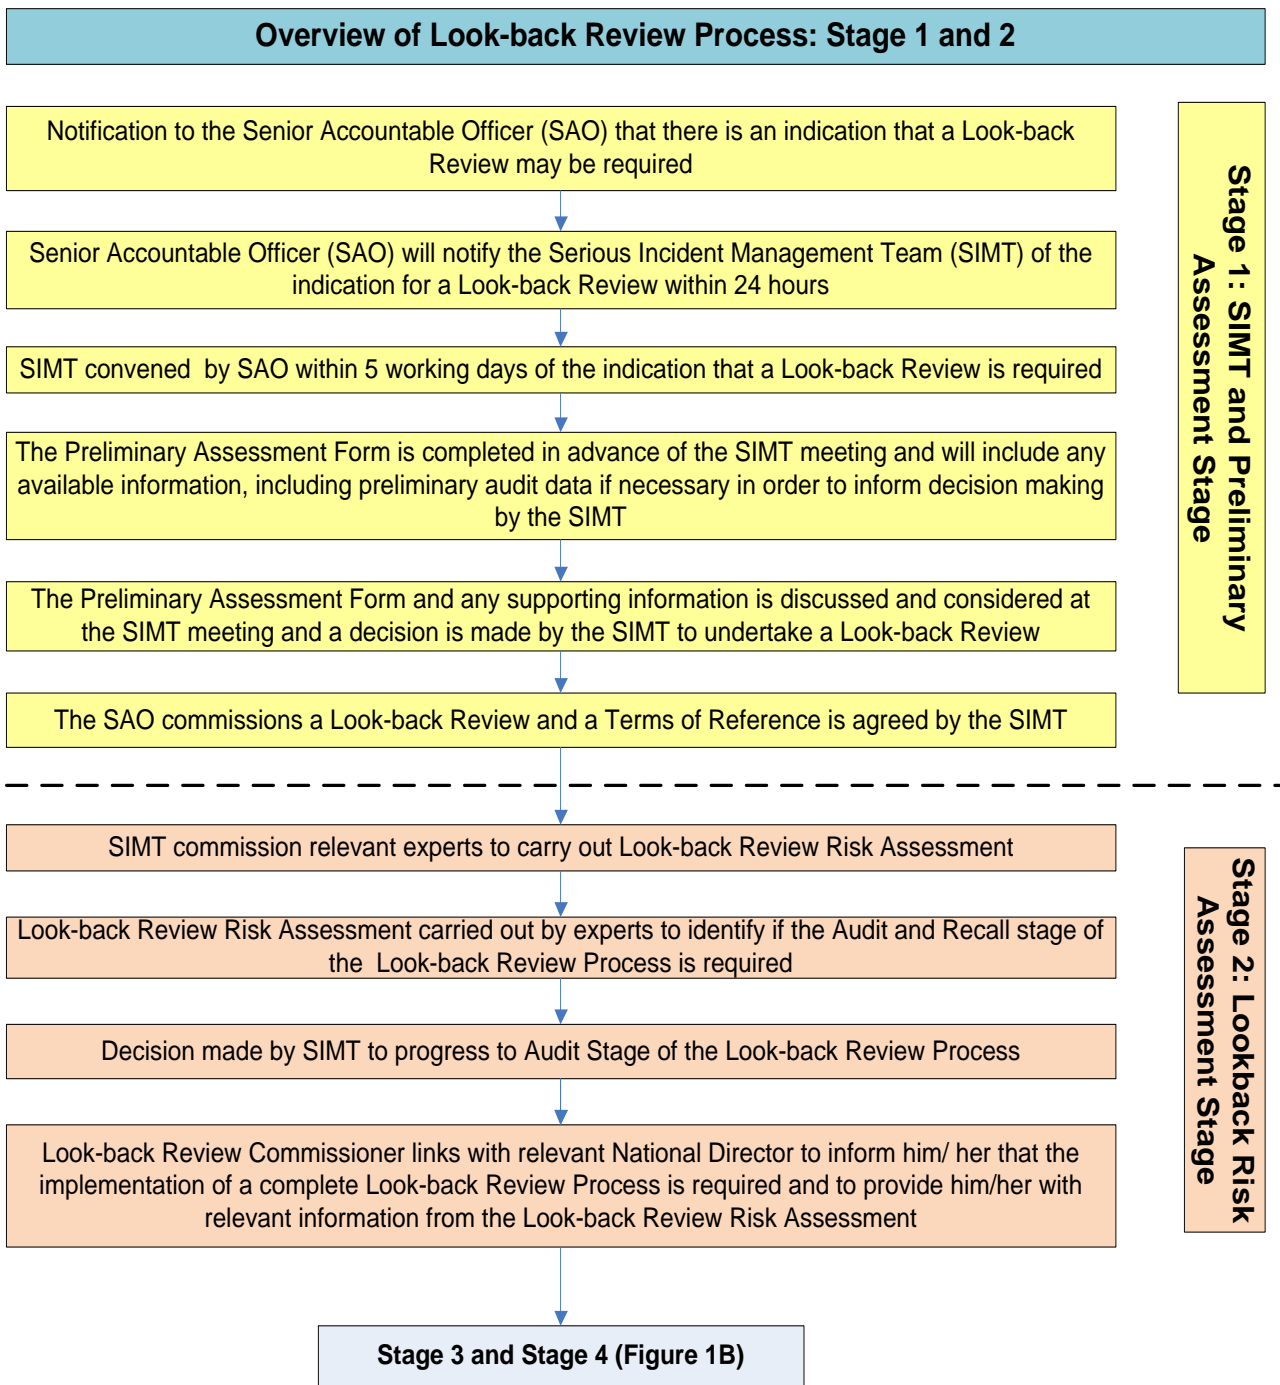 Overview of Look-back Review Process: Stage 1 and 2
Notification to the Senior Accountable Officer (SAO) that there is an indication that a Look-back
Review may be required
Senior Accountable Officer (SAO) will notify the Serious Incident Management Team (SIMT) of the
indication for a Look-back Review within 24 hours
SIMT convened  by SAO within 5 working days of the indication that a Look-back Review is required
The Preliminary Assessment Form is completed in advance of the SIMT meeting and will include any
available information, including preliminary audit data if necessary in order to inform decision making
by the SIMT
The Preliminary Assessment Form and any supporting information is discussed and considered at
the SIMT meeting and a decision is made by the SIMT to undertake a Look-back Review
The SAO commissions a Look-back Review and a Terms of Reference is agreed by the SIMT
Stage 1: SIMT and Preliminary
Assessment Stage
SIMT commission relevant experts to carry out Look-back Review Risk Assessment
Look-back Review Risk Assessment carried out by experts to identify if the Audit and Recall stage of
the  Look-back Review Process is required
Decision made by SIMT to progress to Audit Stage of the Look-back Review Process
Look-back Review Commissioner links with relevant National Director to inform him/ her that the
implementation of a complete Look-back Review Process is required and to provide him/her with
relevant information from the Look-back Review Risk Assessment
Stage 2: Lookback Risk
Assessment Stage
Stage 3 and Stage 4 (Figure 1B)